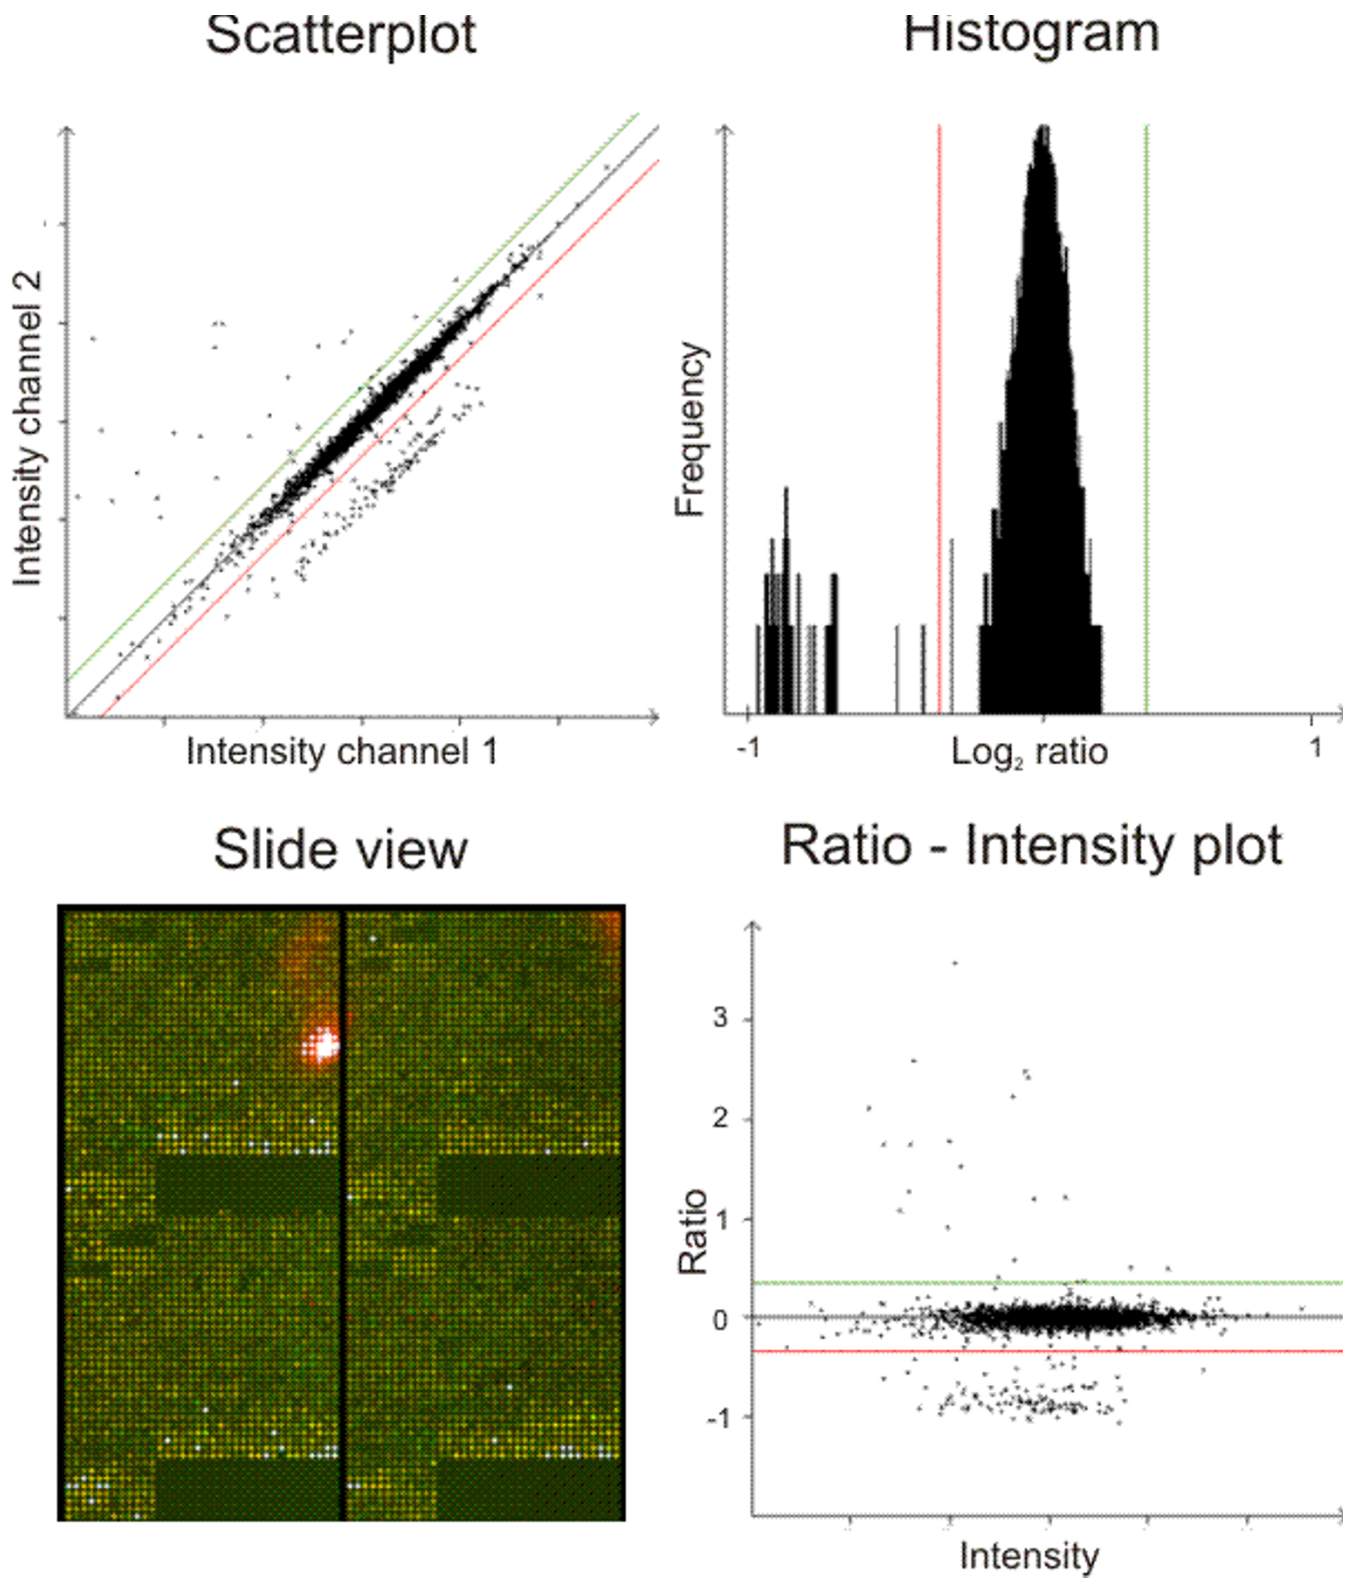 Scatterplot
Histogram
Intensity channel 2
Intensity channel 1
Frequency
-1
1
Log₂ ratio
Slide view
Ratio - Intensity plot
Ratio
3
2
1
0
-1
Intensity